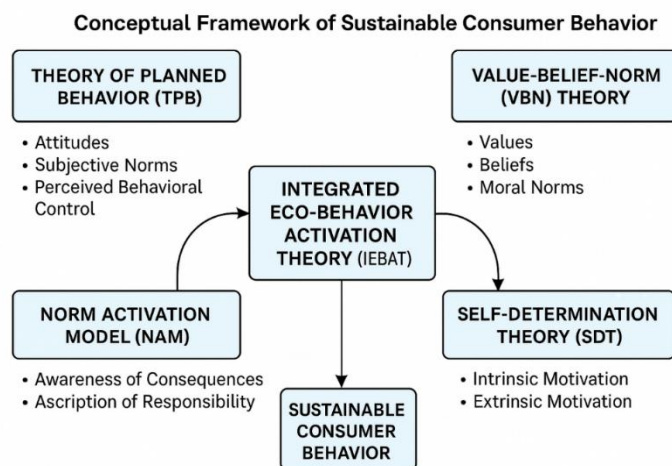 Conceptual Framework of Sustainable Consumer Behavior
THEORY OF PLANNED
BEHAVIOR (TPB)
• Attitudes
• Subjective Norms
• Perceived Behavioral
Control
VALUE-BELIEF-NORM
(VBN) THEORY
• Values
• Beliefs
• Moral Norms
INTEGRATED
ECO-BEHAVIOR
ACTIVATION
THEORY (IEBAT)
NORM ACTIVATION
MODEL (NAM)
• Awareness of Consequences
• Ascription of Responsibility
SELF-DETERMINATION
THEORY (SDT)
• Intrinsic Motivation
• Extrinsic Motivation
SUSTAINABLE
CONSUMER
BEHAVIOR